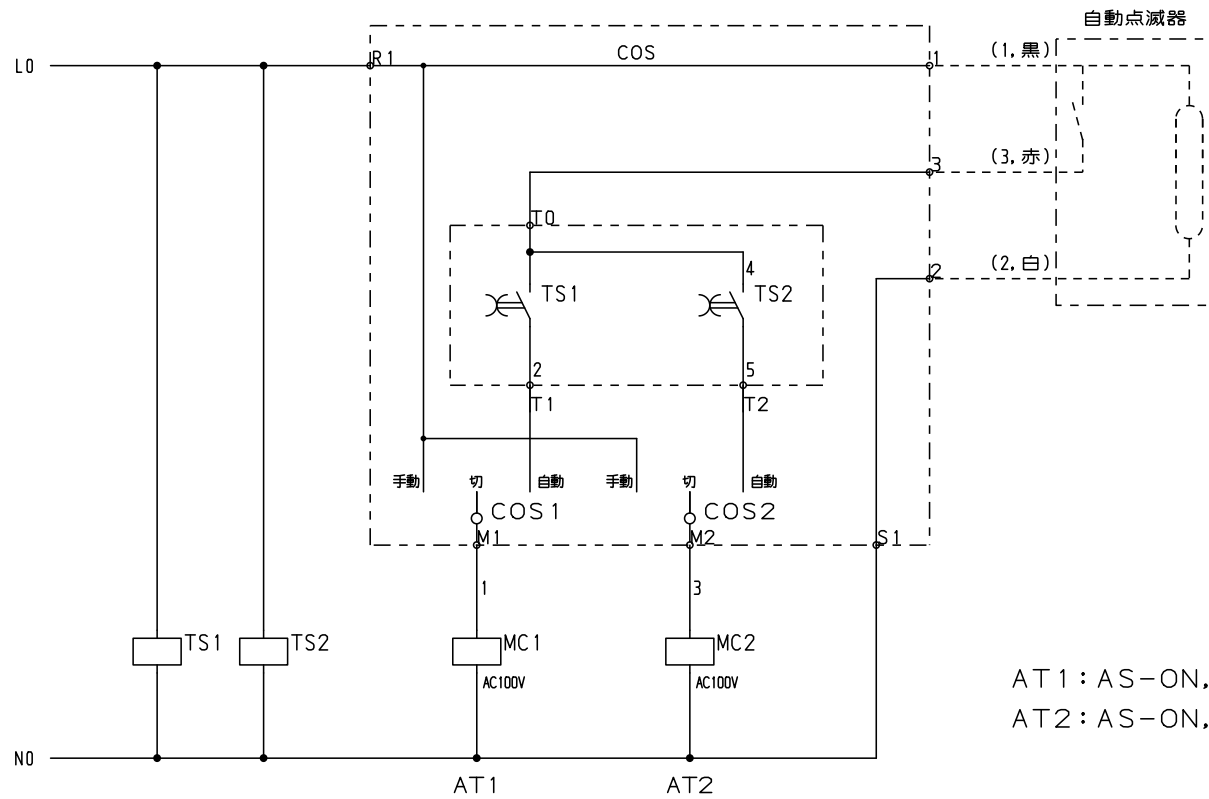 自動点滅器
COS
(1,黒)
L0
R1
1
(3,赤)
3
T0
(2,白)
2
4
TS1
TS2
2
5
T1
T2
手動
切
自動
手動
切
自動
COS1
COS2
M1
M2
S1
1
3
TS1
TS2
MC1
MC2
AC100V
AC100V
AT1:AS-ON,
AT2:AS-ON,
N0
AT1
AT2